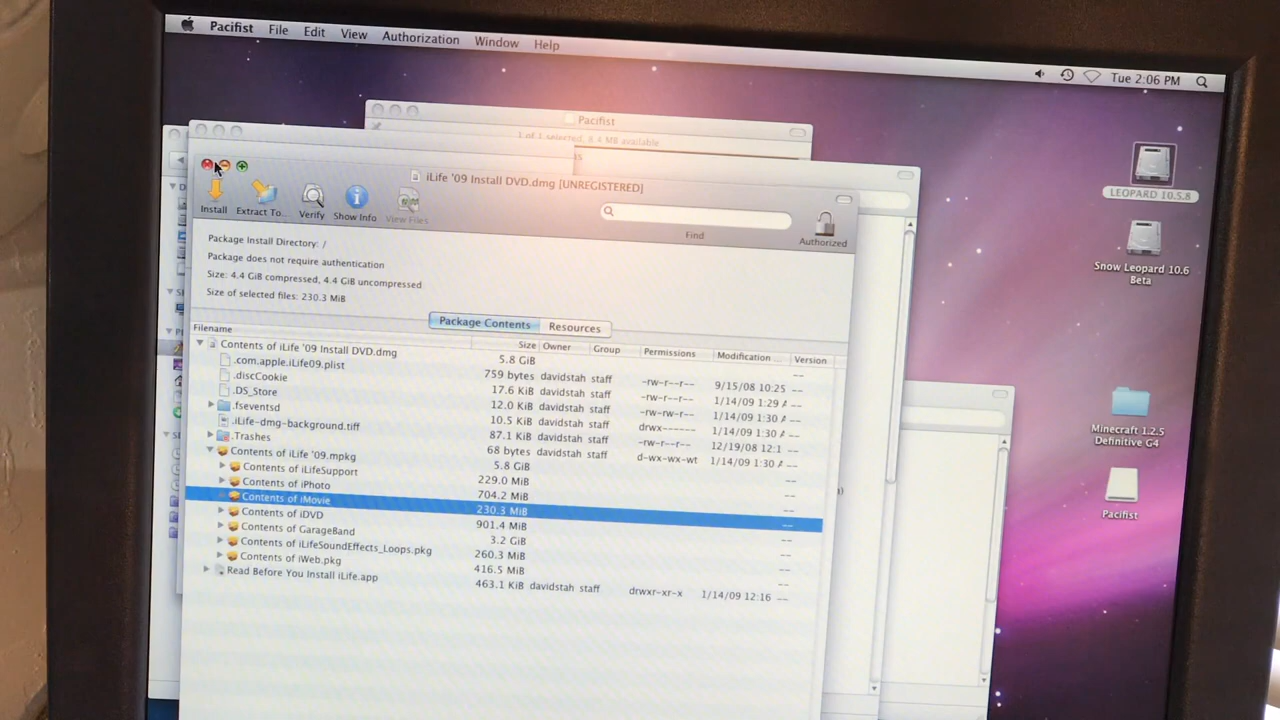 Pacifist File Edit View Authorization Window Help
Tue 2:06 PM
Pacifist
1 of 1 selected, 8.4 MB available
iLife '09 Install DVD.dmg [UNREGISTERED]
Install Extract To... Verify Show Info View Files
Find
Authorized
Package Install Directory: /
Package does not require authentication
Size: 4.4 GiB compressed, 4.4 GiB uncompressed
Size of selected files: 230.3 MiB
Package Contents Resources
Filename Size Owner Group Permissions Modification ... Version
Contents of iLife '09 Install DVD.dmg 5.8 GiB --
.com.apple.iLife09.plist 759 bytes davidstah staff -rw-r--r-- 9/15/08 10:25 --
.discCookie 17.6 KiB davidstah staff -rw-r--r-- 1/14/09 1:29 A --
.DS_Store 12.0 KiB davidstah staff -rw-rw-r-- 1/14/09 1:30 A --
.fseventsd 10.5 KiB davidstah staff drwx------ 1/14/09 1:30 A --
.iLife-dmg-background.tiff 87.1 KiB davidstah staff -rw-r--r-- 12/19/08 12:1 --
.Trashes 68 bytes davidstah staff d-wx-wx-wt 1/14/09 1:30 A --
Contents of iLife '09.mpkg 5.8 GiB --
Contents of iLifeSupport 229.0 MiB --
Contents of iPhoto 704.2 MiB --
Contents of iMovie 230.3 MiB --
Contents of iDVD 901.4 MiB --
Contents of GarageBand 3.2 GiB --
Contents of iLifeSoundEffects_Loops.pkg 260.3 MiB --
Contents of iWeb.pkg 416.5 MiB --
Read Before You Install iLife.app 463.1 KiB davidstah staff drwxr-xr-x 1/14/09 12:16 --
LEOPARD 10.5.8
Snow Leopard 10.6
Beta
Minecraft 1.2.5
Definitive G4
Pacifist